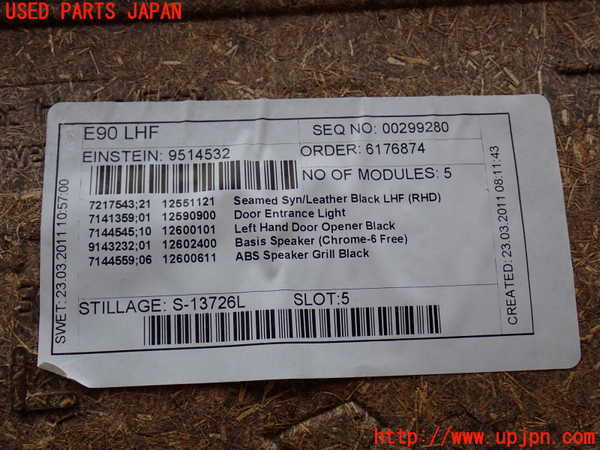 USED PARTS JAPAN
E90 LHF
SEQ NO: 00299280
EINSTEIN: 9514532
ORDER: 6176874
NO OF MODULES: 5
7217543;21 12551121 Seamed Syn/Leather Black LHF (RHD)
7141359;01 12590900 Door Entrance Light
7144545;10 12600101 Left Hand Door Opener Black
9143232;01 12602400 Basis Speaker (Chrome-6 Free)
7144559;06 12600611 ABS Speaker Grill Black
STILLAGE: S-13726L
SLOT:5
SWET: 23.03.2011 10:57:00
CREATED: 23.03.2011 08:11:43
http://www.upjpn.com/